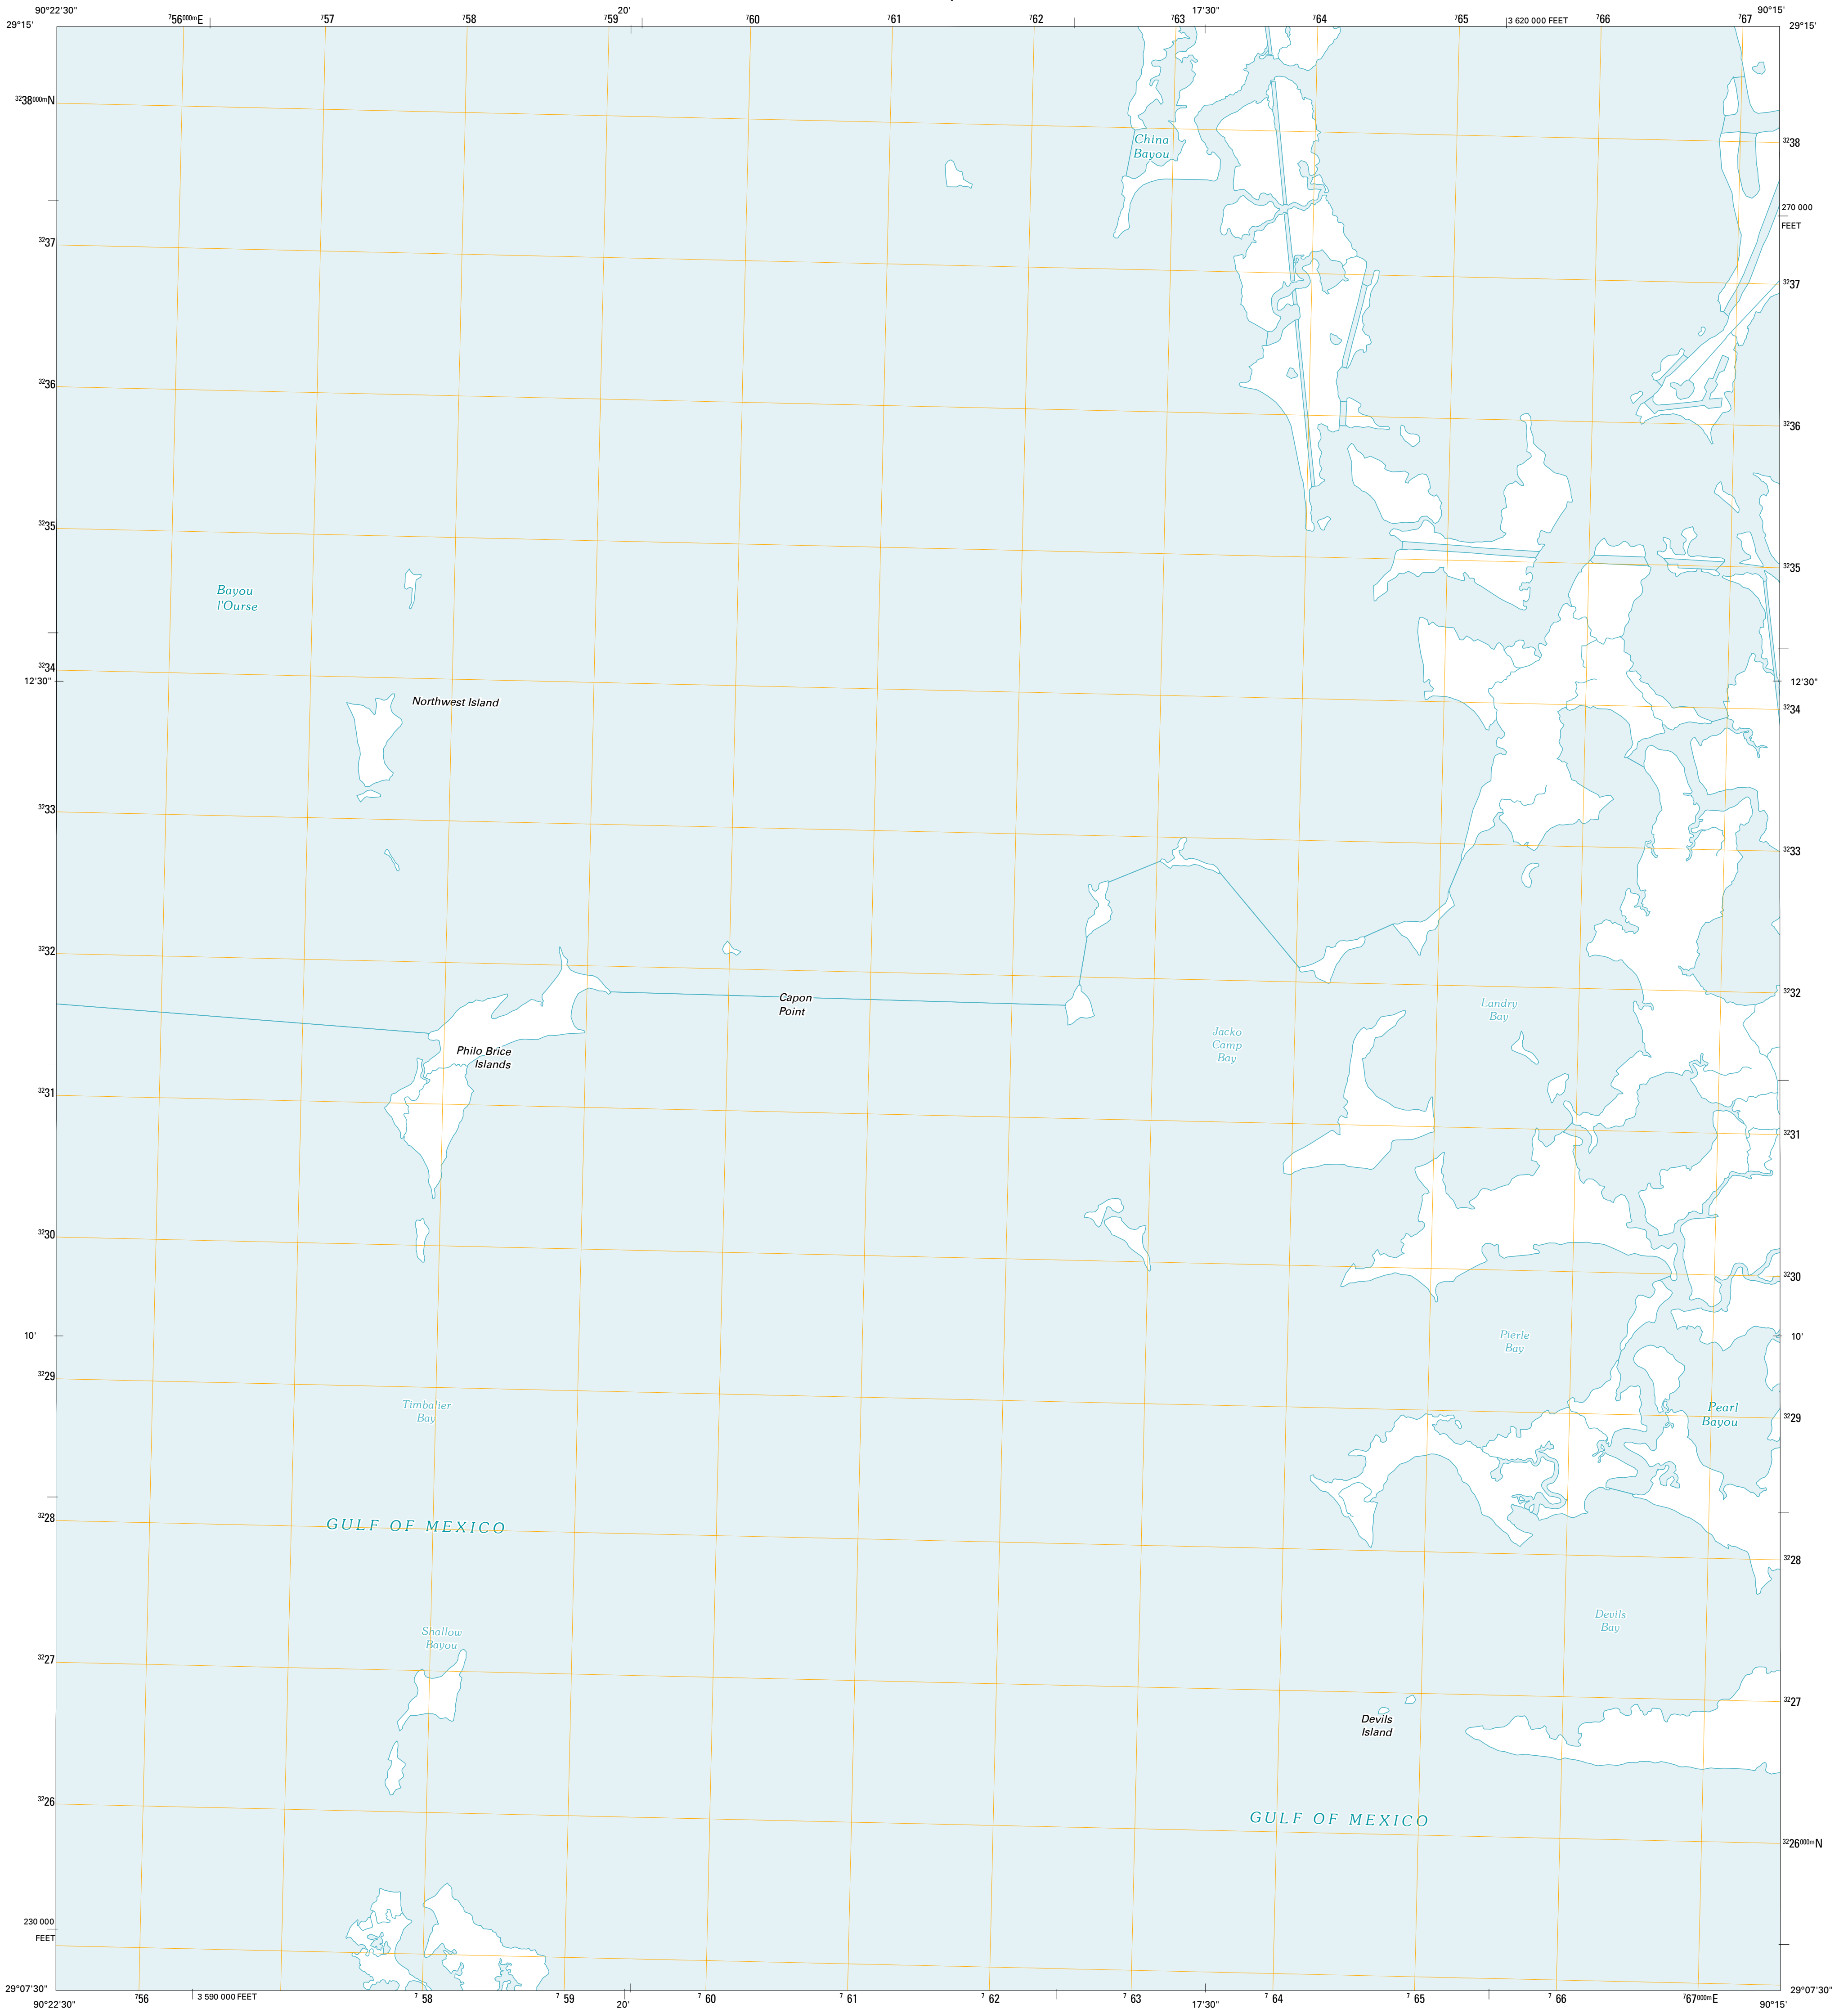 90°22'30" 20' 17'30" 90°15'
⁷56⁰⁰⁰ᵐE ⁷57 ⁷58 ⁷59 ⁷60 ⁷61 ⁷62 ⁷63 ⁷64 ⁷65 3 620 000 FEET ⁷66 ⁷67
29°15' 29°15'
³²38⁰⁰⁰ᵐN
China
Bayou
³²38
270 000
FEET
³²37
³²37
³²36
³²36
³²35
³²35
Bayou
l'Ourse
³²34
12'30" 12'30"
Northwest Island
³²34
³²33
³²33
³²32
³²32
Capon
Point
Landry
Bay
Jacko
Camp
Bay
Philo Brice
Islands
³²31
³²31
³²30
³²30
10' 10'
Pierle
Bay
³²29
Timbalier
Bay
Pearl
Bayou
³²29
³²28
GULF OF MEXICO
³²28
Devils
Bay
Shallow
Bayou
³²27
³²27
Devils
Island
³²26
GULF OF MEXICO
³²26⁰⁰⁰ᵐN
230 000
FEET
29°07'30" 29°07'30"
⁷56 3 590 000 FEET ⁷58 ⁷59 ⁷60 ⁷61 ⁷62 ⁷63 ⁷64 ⁷65 ⁷66 ⁷67⁰⁰⁰ᵐE
90°22'30" 20' 17'30" 90°15'